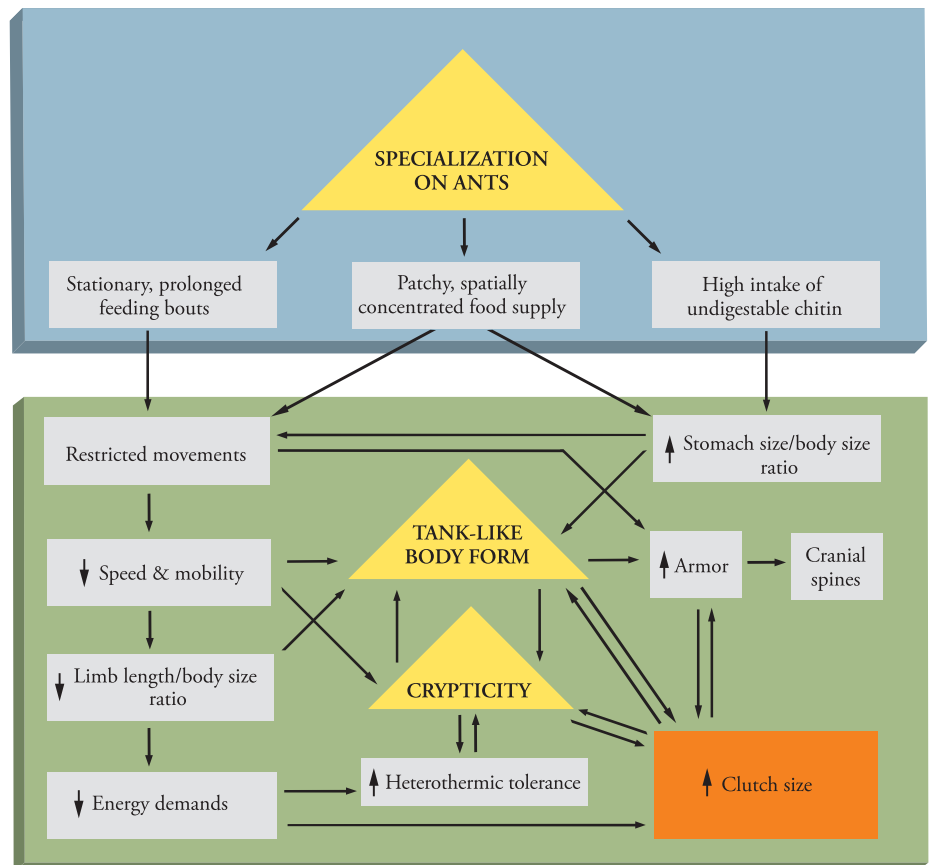 SPECIALIZATION
ON ANTS
Stationary, prolonged
feeding bouts
Patchy, spatially
concentrated food supply
High intake of
undigestable chitin
Restricted movements
Stomach size/body size
ratio
TANK-LIKE
BODY FORM
Speed & mobility
Armor
Cranial
spines
Limb length/body size
ratio
CRYPTICITY
Heterothermic tolerance
Clutch size
Energy demands